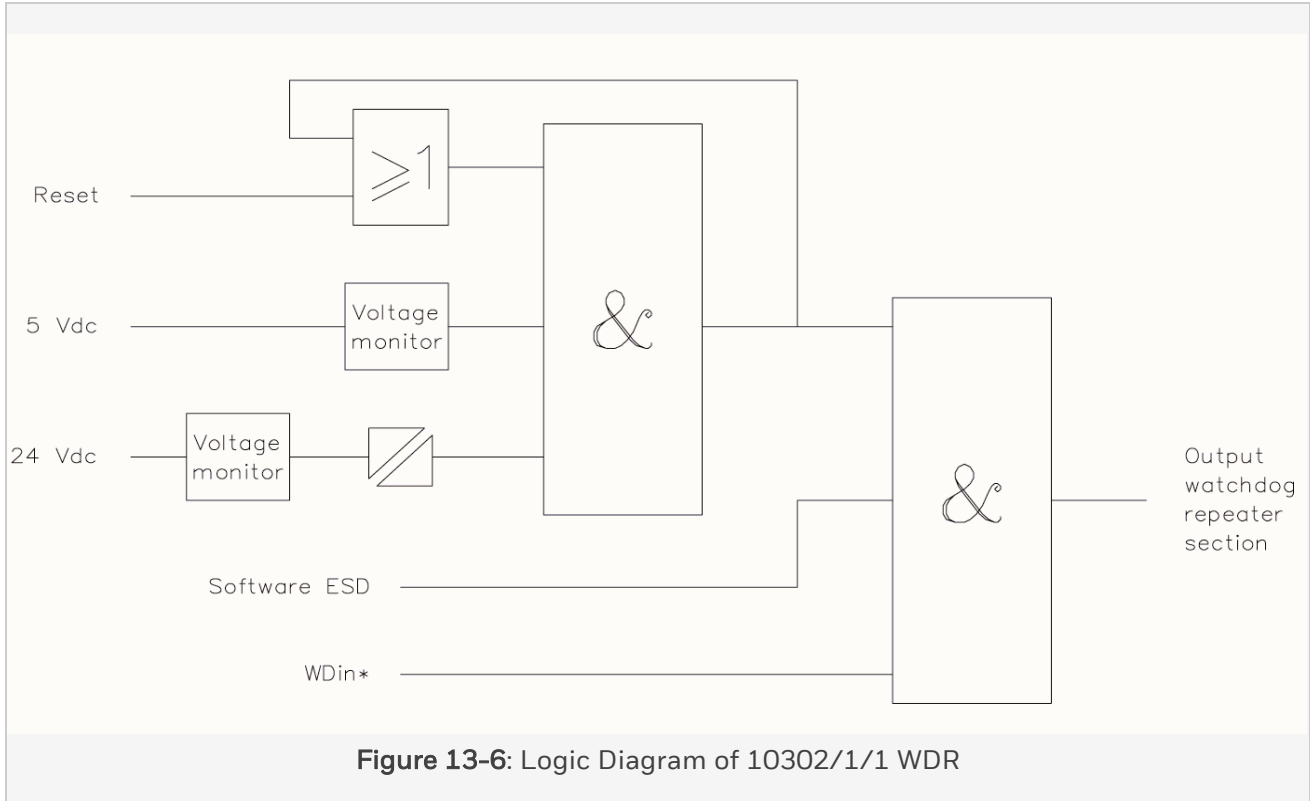 ≥1
Reset
Voltage
monitor
5 Vdc
&
Voltage
monitor
24 Vdc
&
Output
watchdog
repeater
section
Software ESD
WDin*
Figure 13-6: Logic Diagram of 10302/1/1 WDR